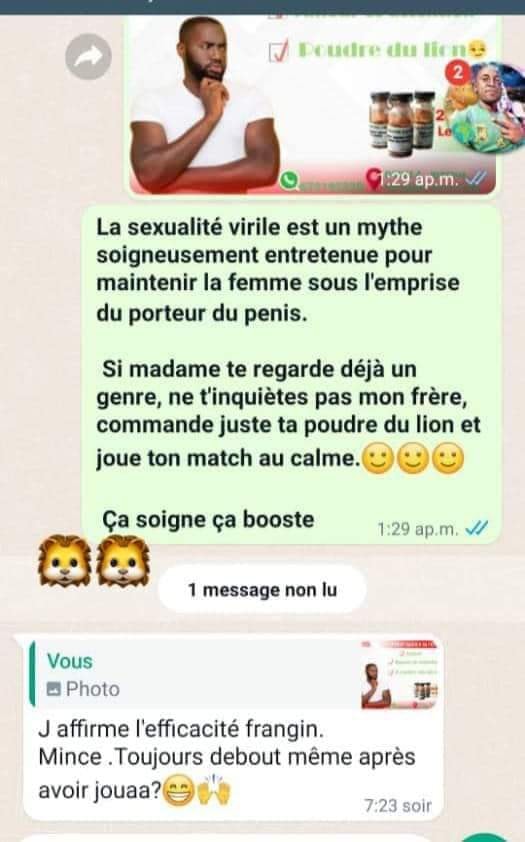 Poudre du lion
2
1:29 ap.m.
La sexualité virile est un mythe
soigneusement entretenue pour
maintenir la femme sous l'emprise
du porteur du penis.
Si madame te regarde déjà un
genre, ne t'inquiètes pas mon frère,
commande juste ta poudre du lion et
joue ton match au calme.🙂🙂🙂
Ça soigne ça booste
1:29 ap.m.
🦁🦁
1 message non lu
Vous
Photo
J affirme l'efficacité frangin.
Mince .Toujours debout même après
avoir jouaa?😁🙌
7:23 soir